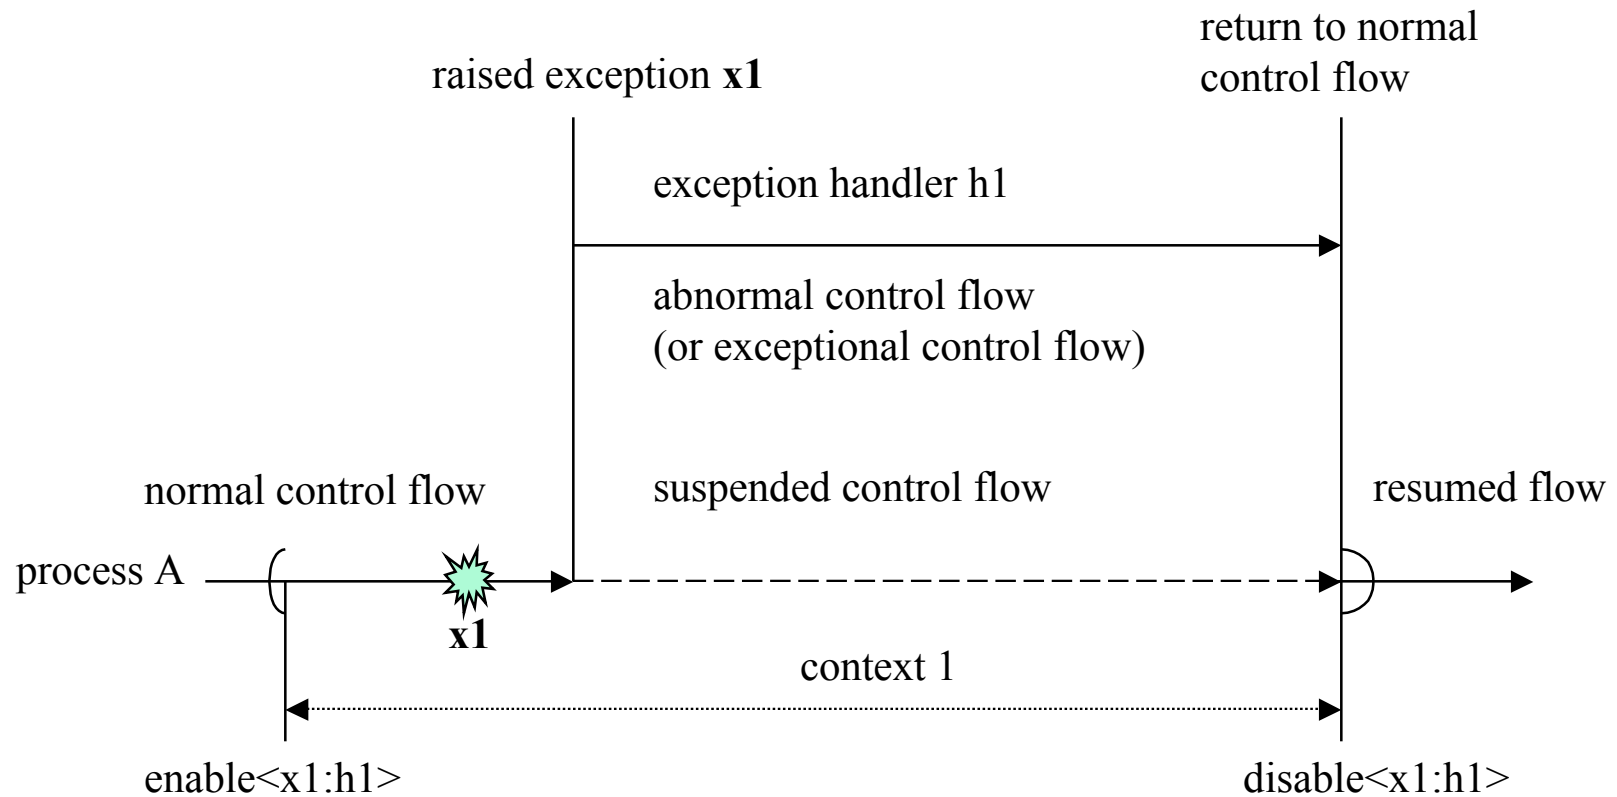 return to normal
control flow
raised exception x1
exception handler h1
abnormal control flow
(or exceptional control flow)
normal control flow
suspended control flow
resumed flow
process A
x1
context 1
enable<x1:h1>
disable<x1:h1>